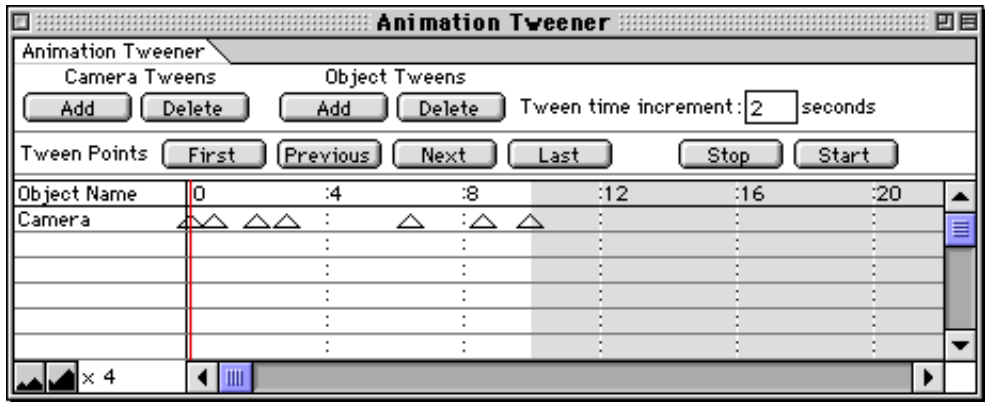 Animation Tweener
Animation Tweener
Camera Tweens Object Tweens
Add Delete Add Delete Tween time increment: 2 seconds
Tween Points First Previous Next Last Stop Start
Object Name 0 :4 :8 :12 :16 :20
Camera
× 4